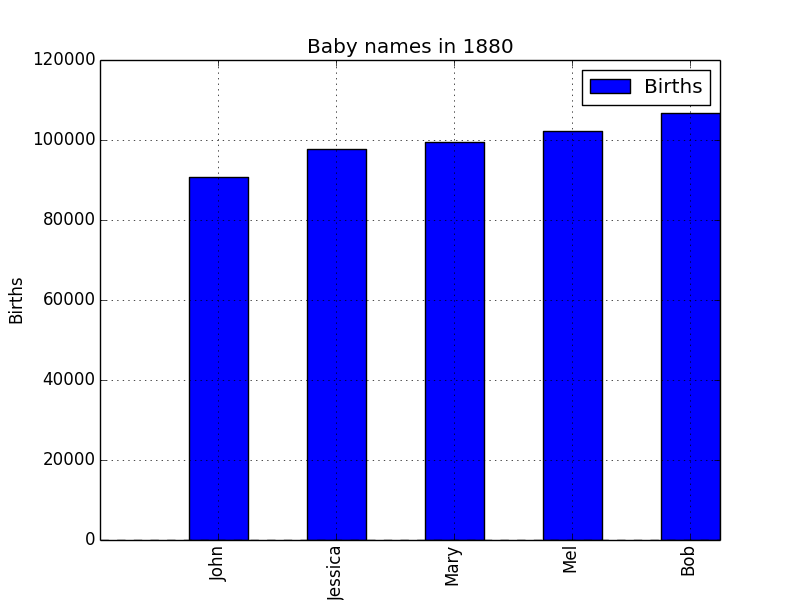 Baby names in 1880
Births
120000
100000
80000
60000
40000
20000
0
Births
John
Jessica
Mary
Mel
Bob